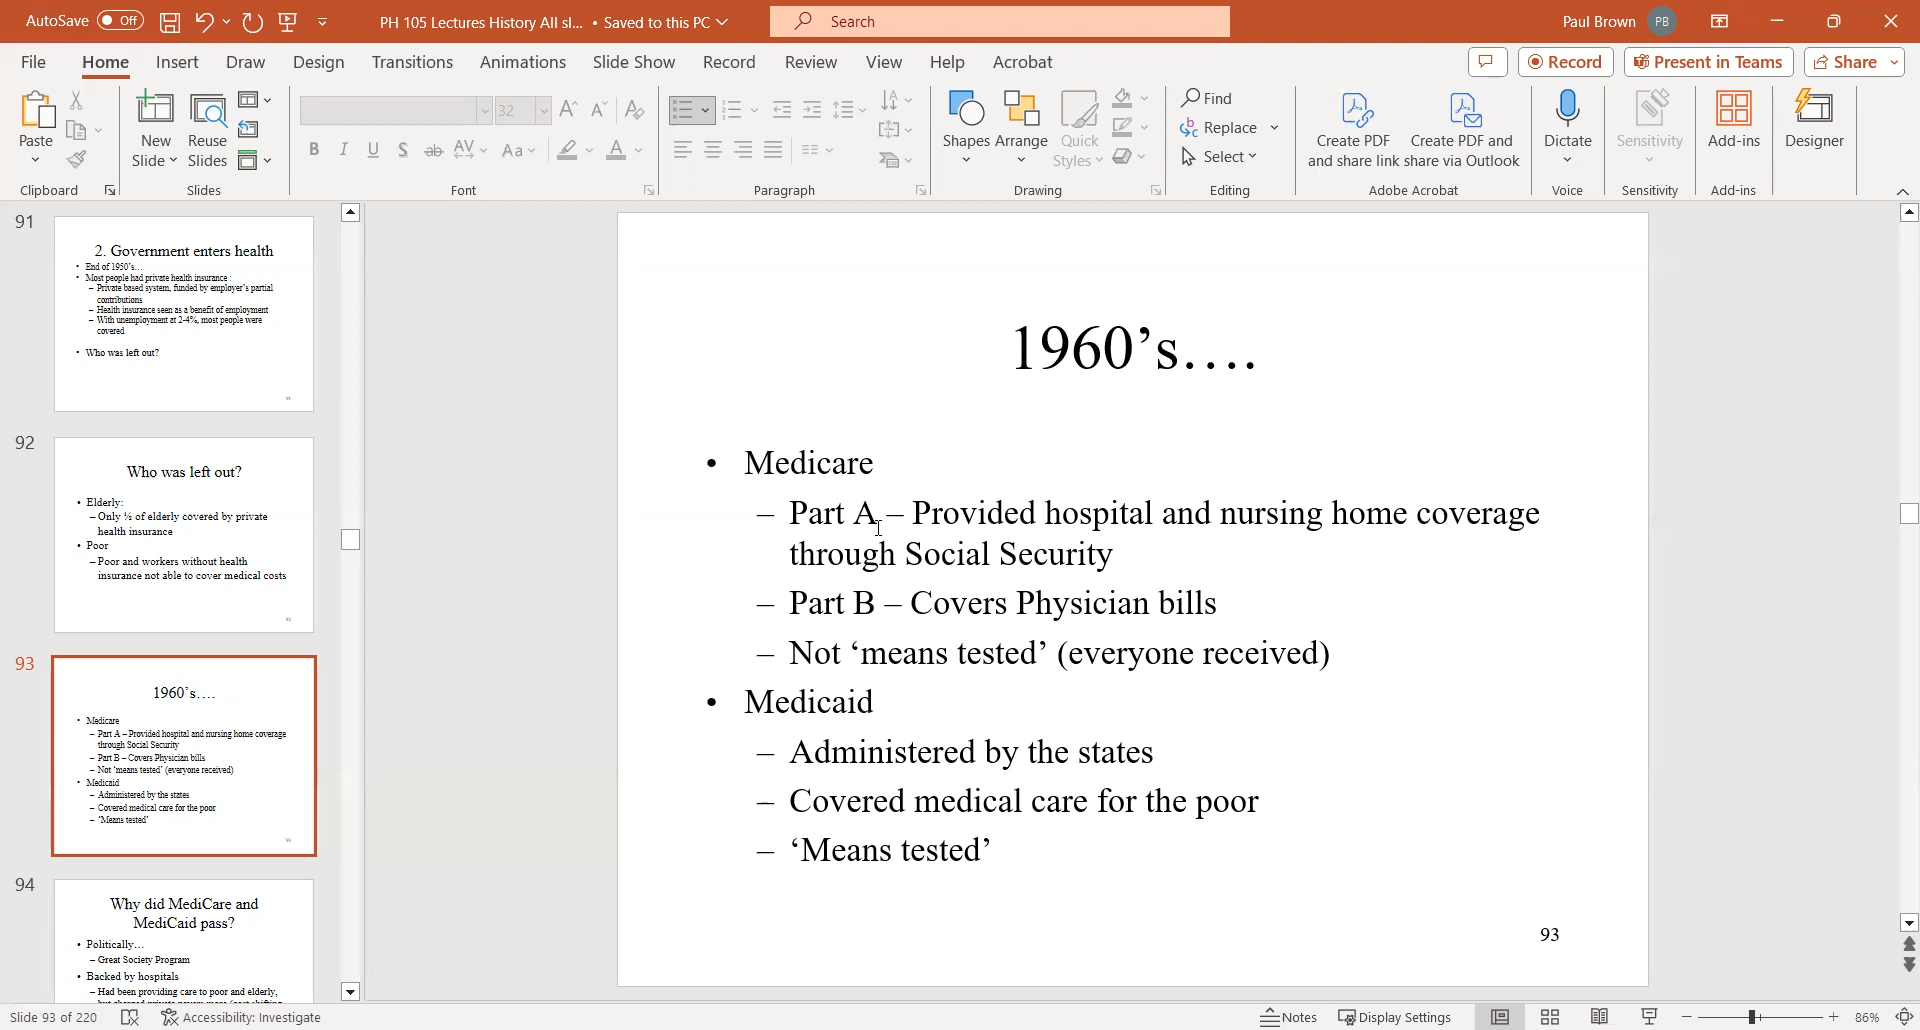 AutoSave Off PH 105 Lectures History All sl... • Saved to this PC Search Paul Brown PB
File Home Insert Draw Design Transitions Animations Slide Show Record Review View Help Acrobat Record Present in Teams Share
Paste
New
Slide
Reuse
Slides
32
B I U S ab AV Aa A
Shapes Arrange Quick
Styles
Find
Replace
Select
Create PDF
and share link
Create PDF and
share via Outlook
Dictate
Sensitivity
Add-ins
Designer
Clipboard Slides Font Paragraph Drawing Editing Adobe Acrobat Voice Sensitivity Add-ins
91
2. Government enters health
• End of 1950's...
• Most people had private health insurance :
– Private based system, funded by employer's partial
contributions
– Health insurance seen as a benefit of employment
– With unemployment at 2-4%, most people were
covered
• Who was left out?
92
Who was left out?
• Elderly:
– Only ½ of elderly covered by private
health insurance
• Poor
– Poor and workers without health
insurance not able to cover medical costs
93
1960's....
• Medicare
– Part A – Provided hospital and nursing home coverage
through Social Security
– Part B – Covers Physician bills
– Not 'means tested' (everyone received)
• Medicaid
– Administered by the states
– Covered medical care for the poor
– 'Means tested'
94
Why did MediCare and
MediCaid pass?
• Politically...
– Great Society Program
• Backed by hospitals
– Had been providing care to poor and elderly,
1960’s….
• Medicare
– Part A – Provided hospital and nursing home coverage
through Social Security
– Part B – Covers Physician bills
– Not ‘means tested’ (everyone received)
• Medicaid
– Administered by the states
– Covered medical care for the poor
– ‘Means tested’
93
Slide 93 of 220 Accessibility: Investigate Notes Display Settings 86%